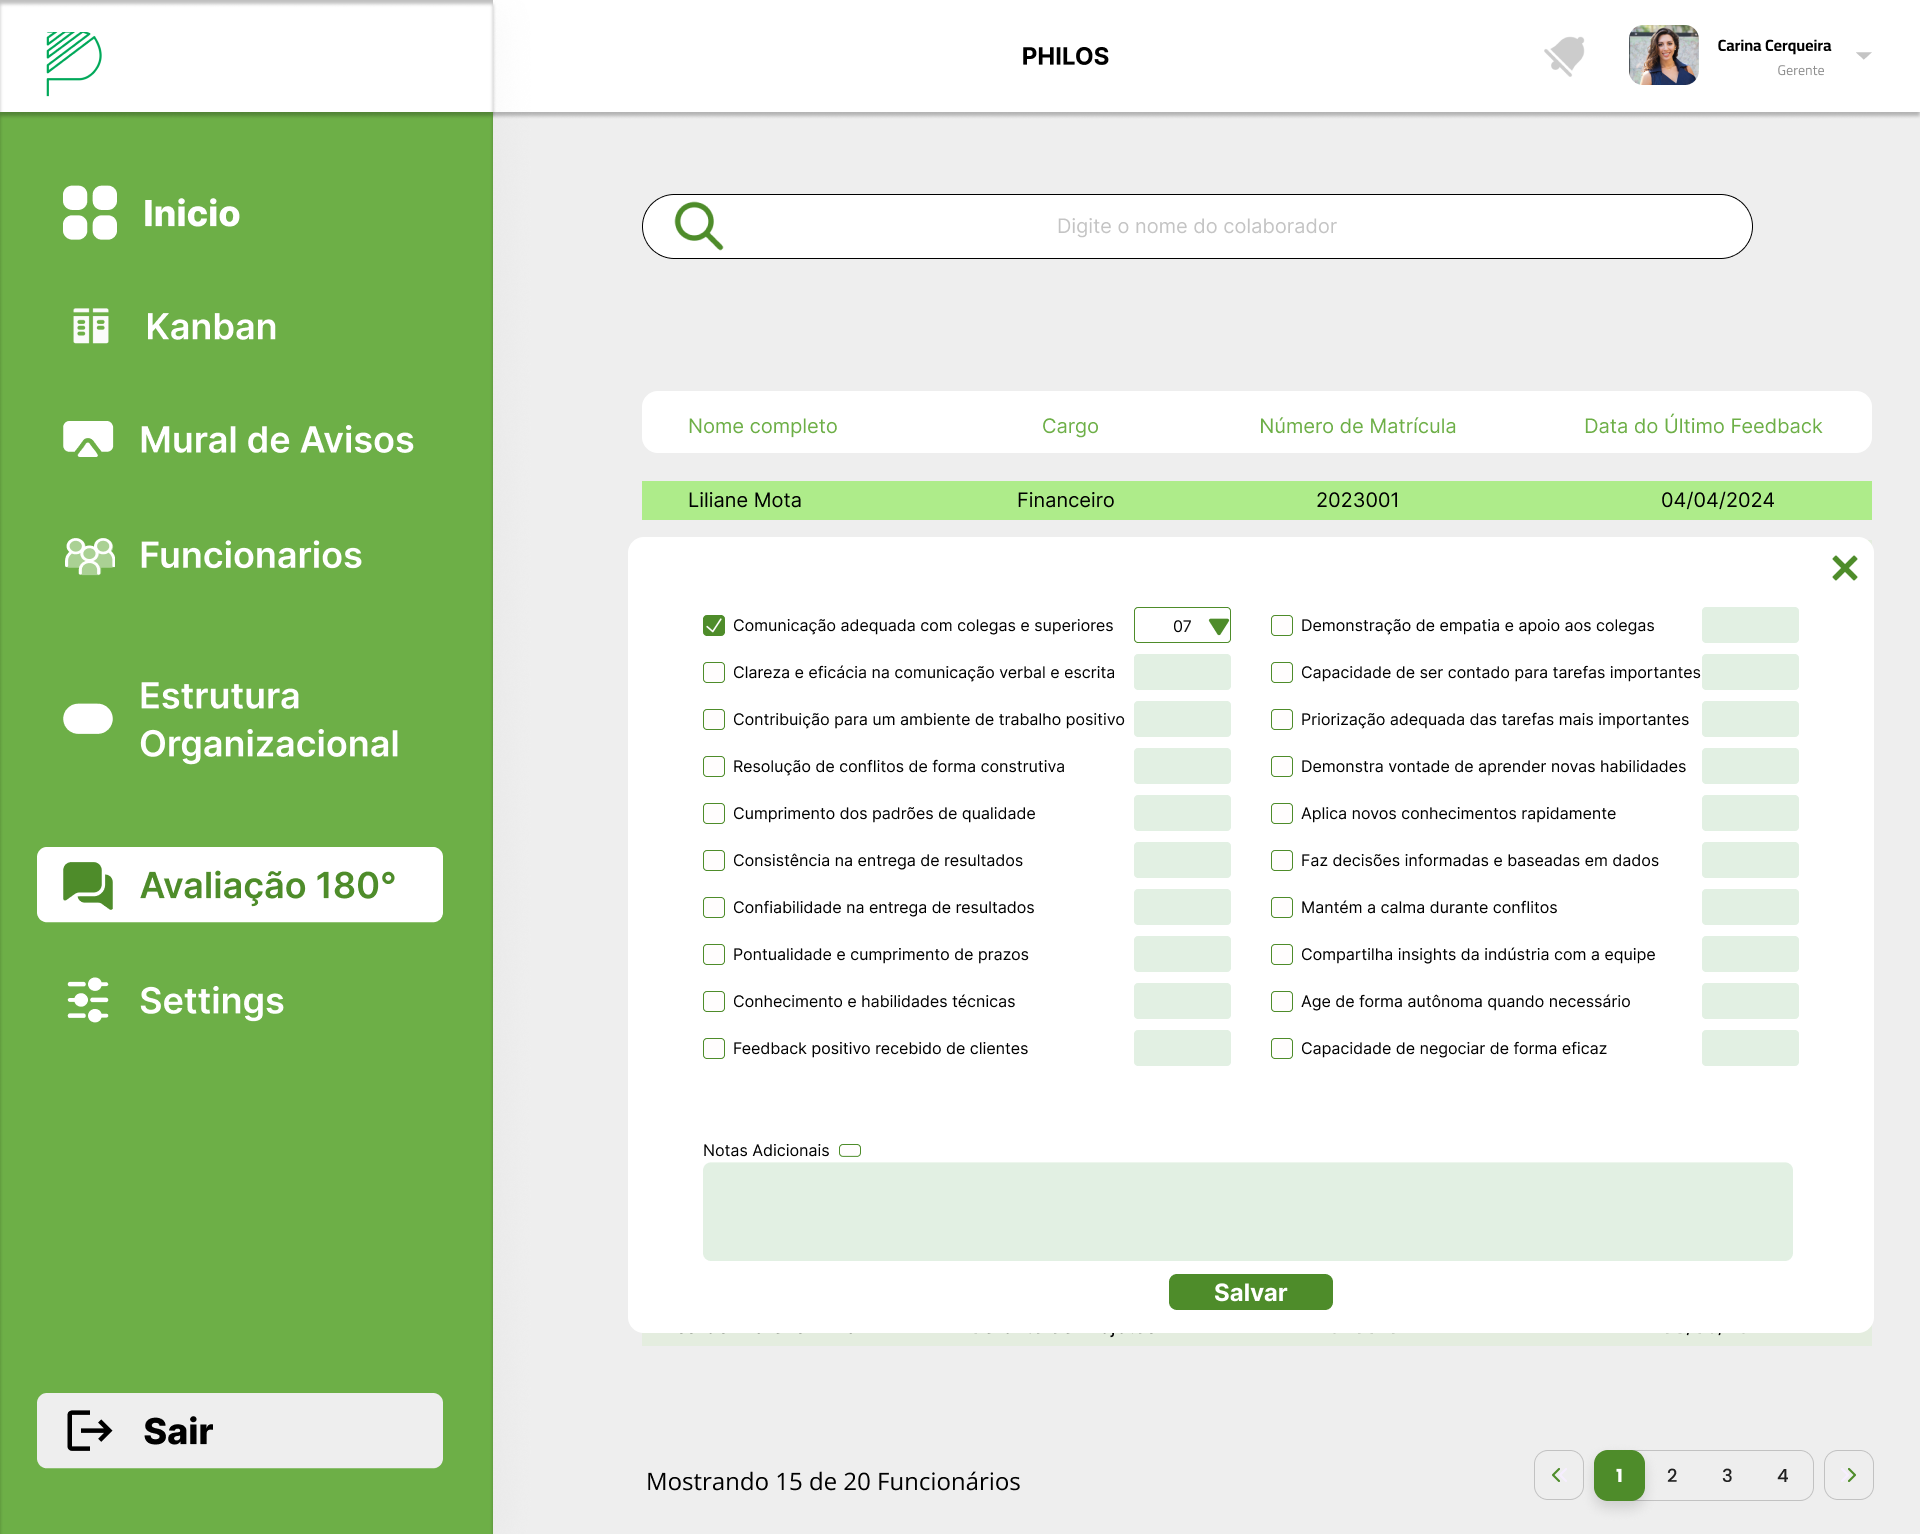 PHILOS
Carina Cerqueira
Gerente
Inicio
Kanban
Mural de Avisos
Funcionarios
Estrutura
Organizacional
Avaliação 180°
Settings
Sair
Digite o nome do colaborador
Nome completo Cargo Número de Matrícula Data do Último Feedback
Liliane Mota Financeiro 2023001 04/04/2024
Comunicação adequada com colegas e superiores 07
Clareza e eficácia na comunicação verbal e escrita
Contribuição para um ambiente de trabalho positivo
Resolução de conflitos de forma construtiva
Cumprimento dos padrões de qualidade
Consistência na entrega de resultados
Confiabilidade na entrega de resultados
Pontualidade e cumprimento de prazos
Conhecimento e habilidades técnicas
Feedback positivo recebido de clientes
Demonstração de empatia e apoio aos colegas
Capacidade de ser contado para tarefas importantes
Priorização adequada das tarefas mais importantes
Demonstra vontade de aprender novas habilidades
Aplica novos conhecimentos rapidamente
Faz decisões informadas e baseadas em dados
Mantém a calma durante conflitos
Compartilha insights da indústria com a equipe
Age de forma autônoma quando necessário
Capacidade de negociar de forma eficaz
Notas Adicionais
Salvar
Mostrando 15 de 20 Funcionários
1 2 3 4